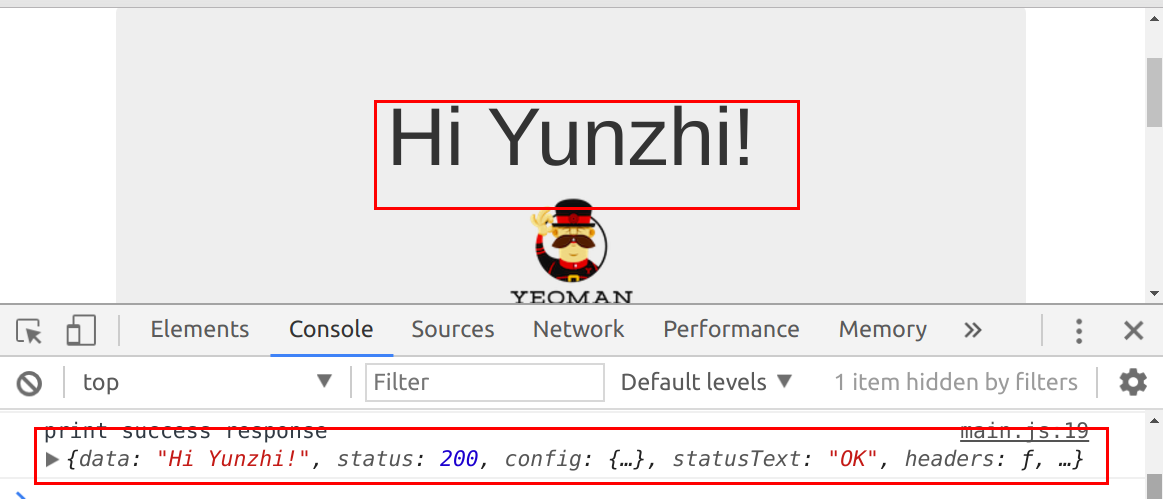 Hi Yunzhi!
YEOMAN
Elements Console Sources Network Performance Memory »
top Filter Default levels 1 item hidden by filters
print success response main.js:19
{data: "Hi Yunzhi!", status: 200, config: {…}, statusText: "OK", headers: ƒ, …}